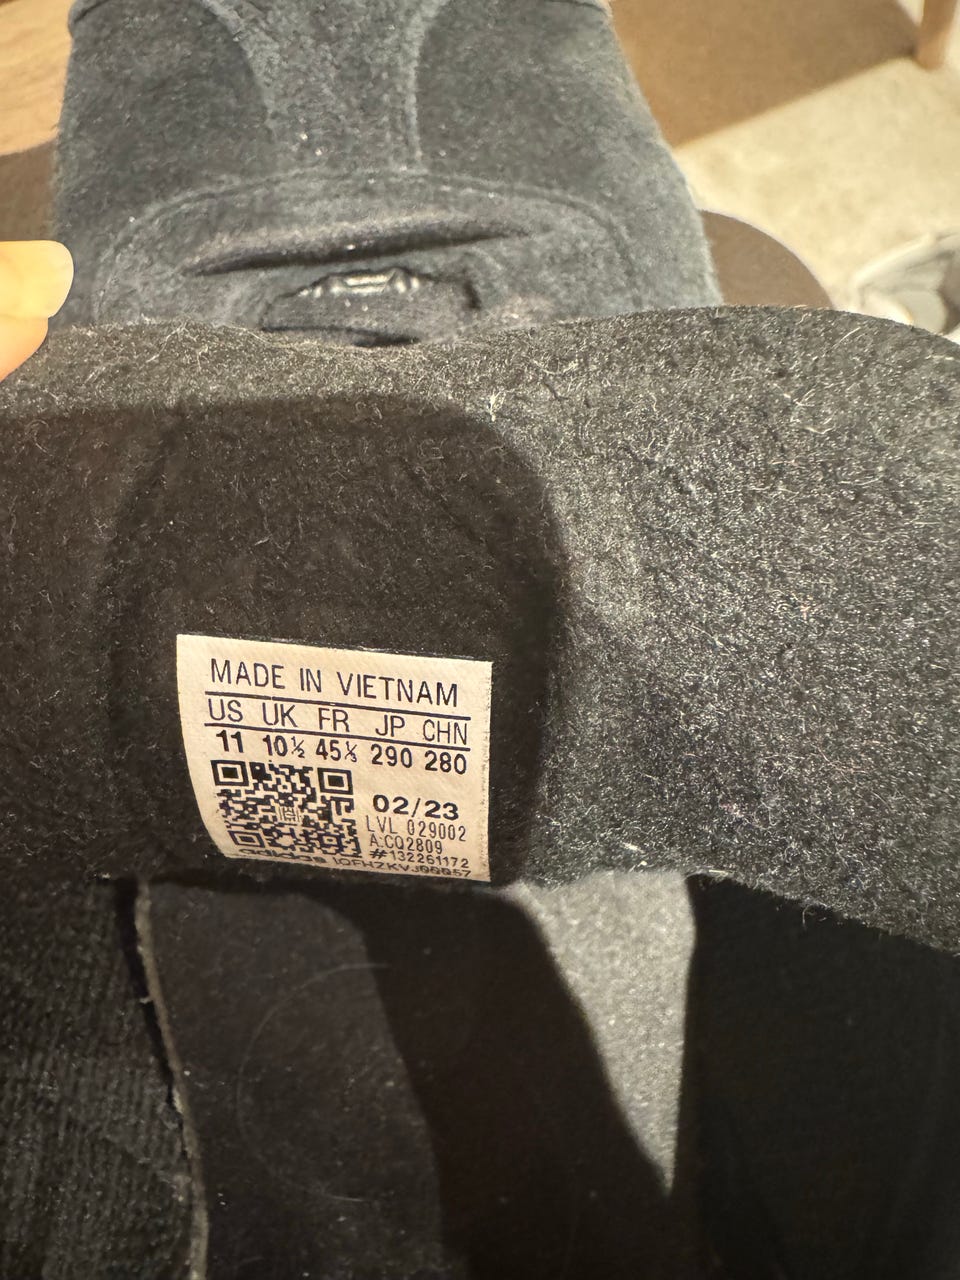 MADE IN VIETNAM
US UK FR JP CHN
11 10½ 45⅓ 290 280
02/23
LVL 029002
A:CQ2809
#132261172
adidas